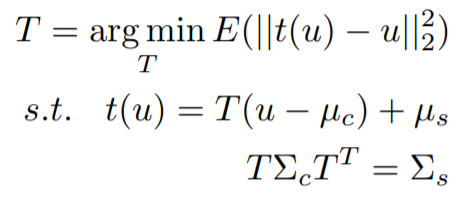 T = arg min E(||t(u) − u||₂²)
T
s.t. t(u) = T(u − μ_c) + μ_s
TΣ_cT^T = Σ_s